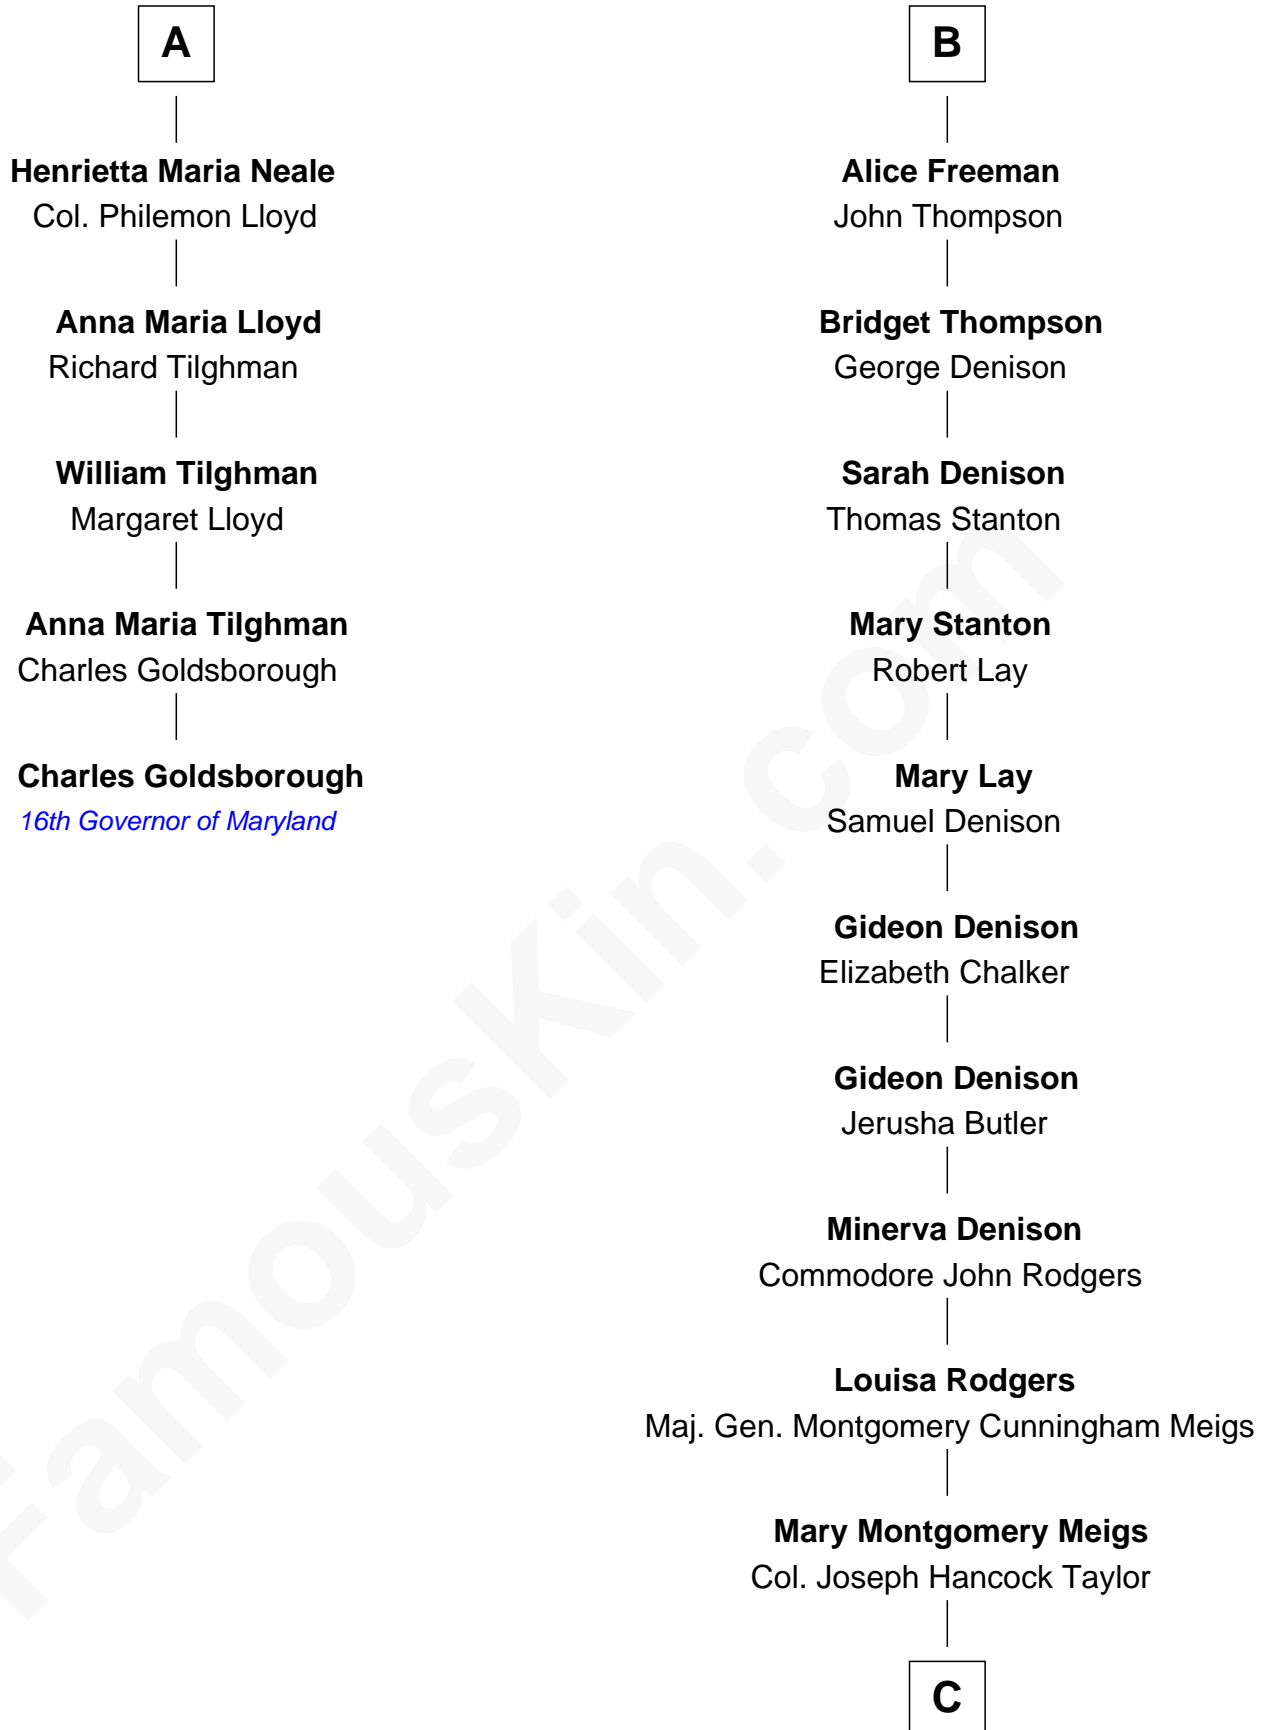 A
Henrietta Maria Neale
Col. Philemon Lloyd
Anna Maria Lloyd
Richard Tilghman
William Tilghman
Margaret Lloyd
Anna Maria Tilghman
Charles Goldsborough
Charles Goldsborough
16th Governor of Maryland
B
Alice Freeman
John Thompson
Bridget Thompson
George Denison
Sarah Denison
Thomas Stanton
Mary Stanton
Robert Lay
Mary Lay
Samuel Denison
Gideon Denison
Elizabeth Chalker
Gideon Denison
Jerusha Butler
Minerva Denison
Commodore John Rodgers
Louisa Rodgers
Maj. Gen. Montgomery Cunningham Meigs
Mary Montgomery Meigs
Col. Joseph Hancock Taylor
C
FamousKin.com